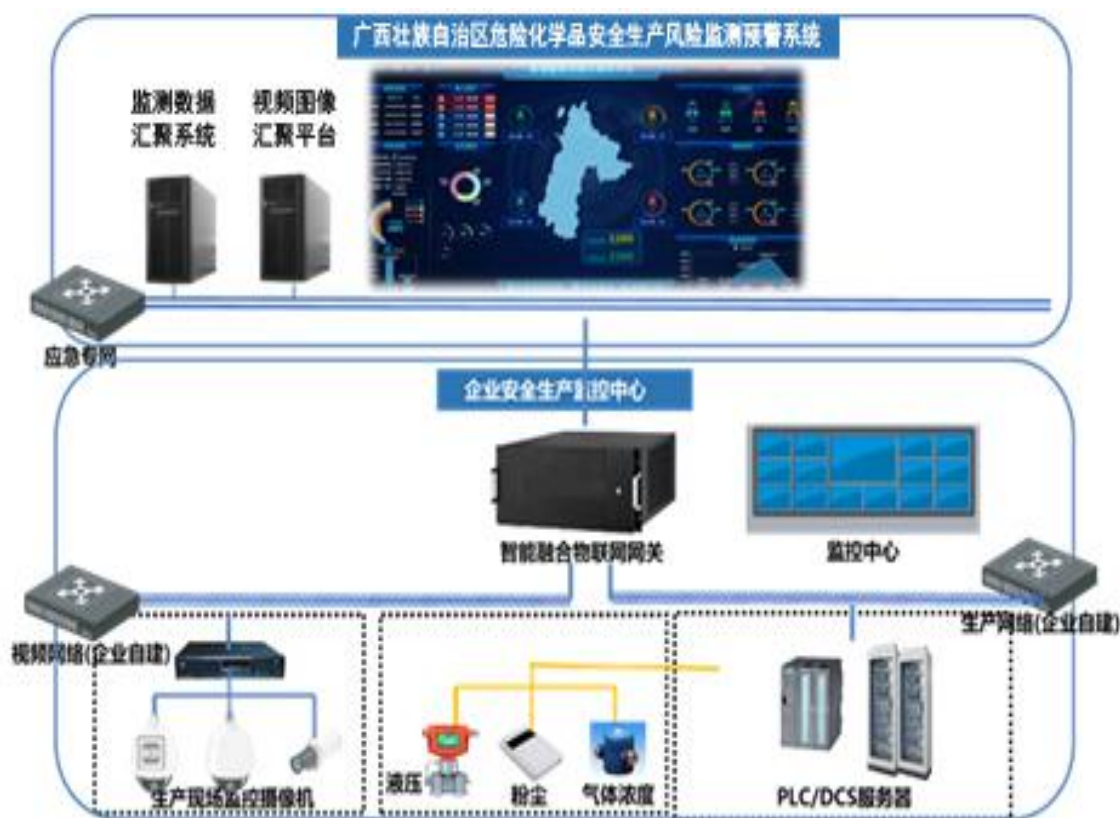 广西壮族自治区危险化学品安全生产风险监测预警系统
监测数据
汇聚系统
视频图像
汇聚平台
应急专网
企业安全生产监控中心
智能融合物联网网关
监控中心
视频网络(企业自建)
生产网络(企业自建)
生产现场监控摄像机
液压
粉尘
气体浓度
PLC/DCS服务器